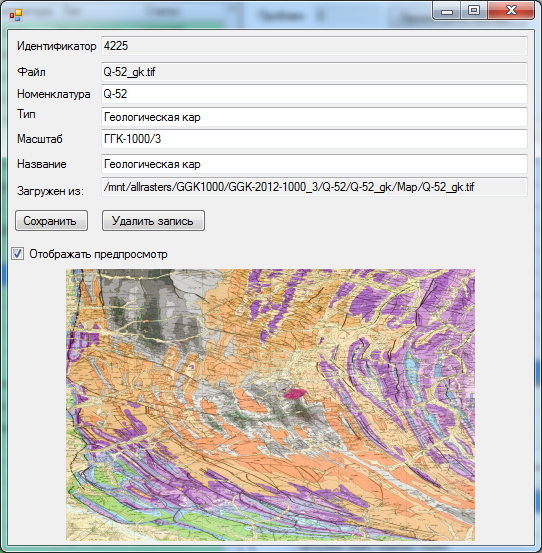 Идентификатор 4225
Файл Q-52_gk.tif
Номенклатура Q-52
Тип Геологическая кар
Масштаб ГГК-1000/3
Название Геологическая кар
Загружен из: /mnt/allrasters/GGK1000/GGK-2012-1000_3/Q-52/Q-52_gk/Map/Q-52_gk.tif
Сохранить Удалить запись
Отображать предпросмотр